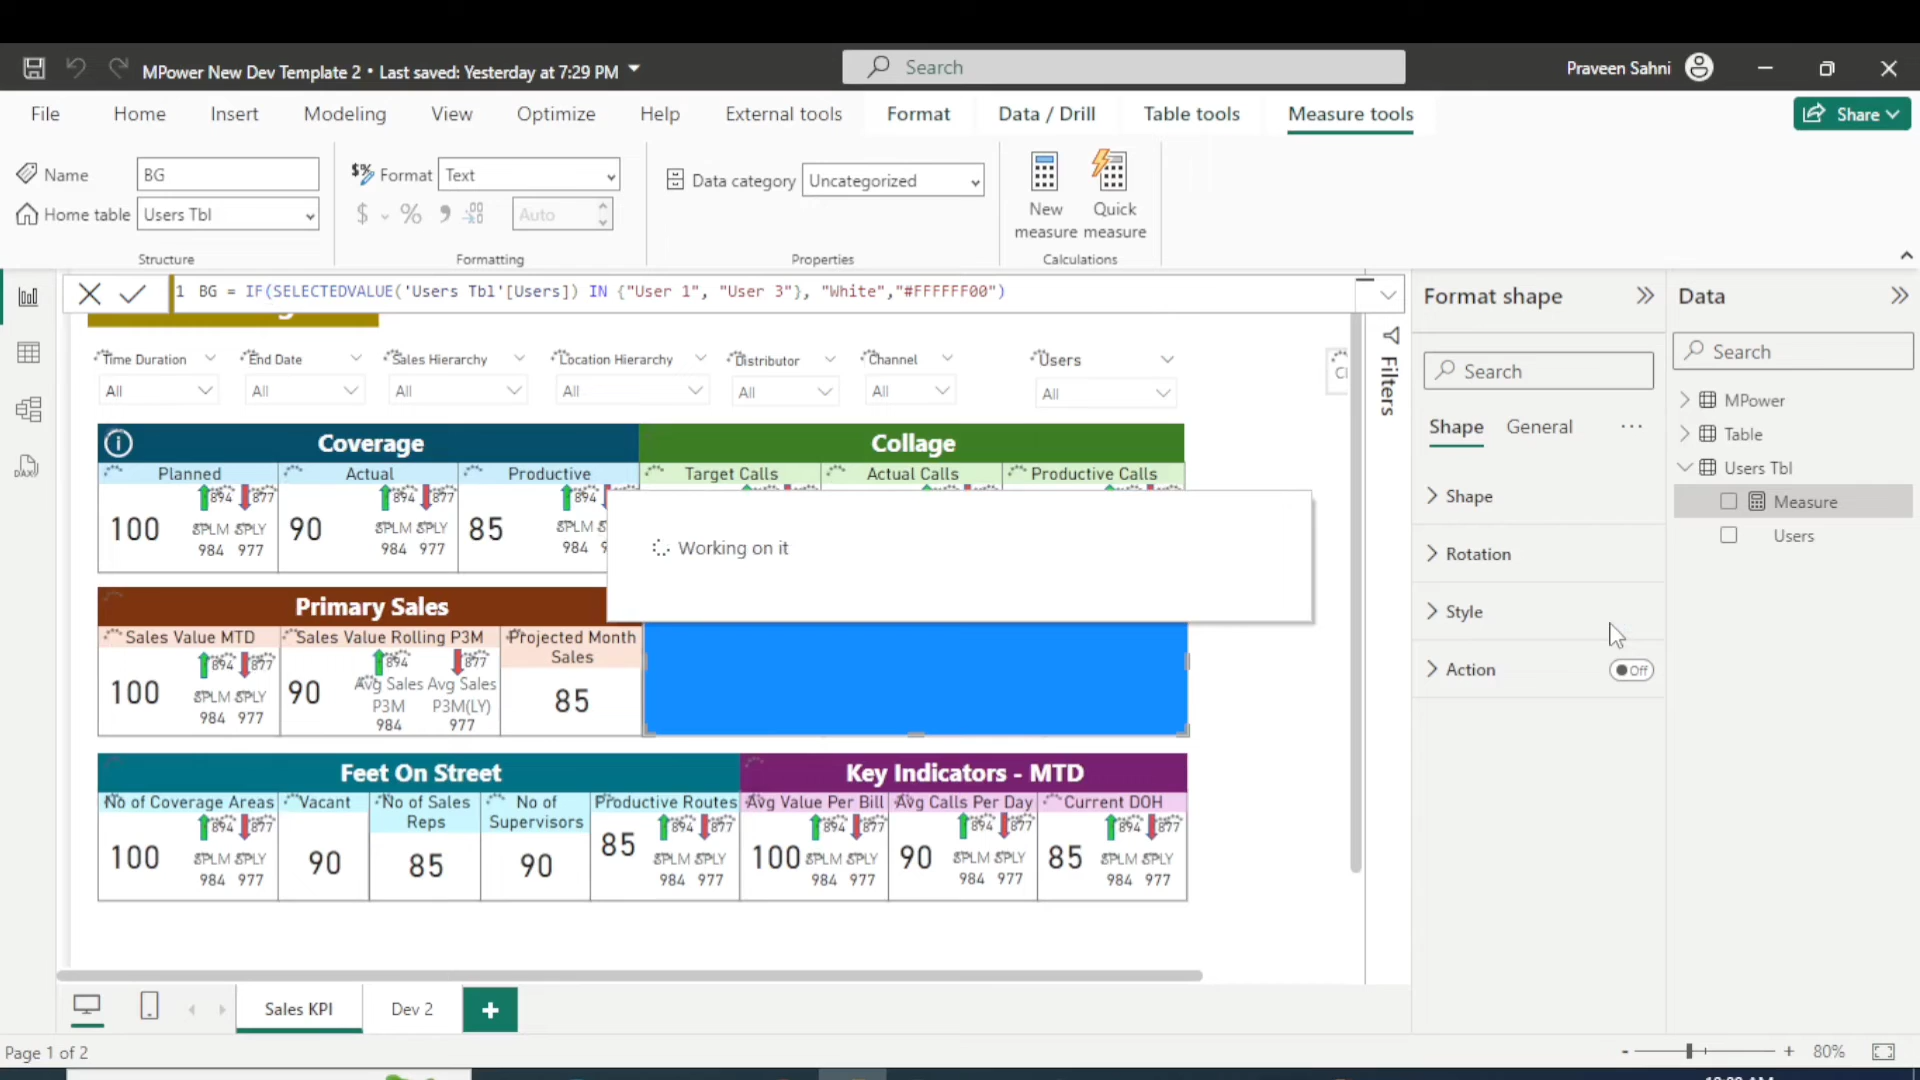 MPower New Dev Template 2 • Last saved: Yesterday at 7:29 PM
Search
Praveen Sahni
File Home Insert Modeling View Optimize Help External tools Format Data / Drill Table tools Measure tools Share
Name BG
Format Text
Data category Uncategorized
New measure
Quick measure
Home table Users Tbl
$ % Auto
Structure Formatting Properties Calculations
1 BG = IF(SELECTEDVALUE('Users Tbl'[Users]) IN {"User 1", "User 3"}, "White","#FFFFFF00")
Time Duration End Date Sales Hierarchy Location Hierarchy Distributor Channel Users
All All All All All All All
Filters
Coverage Collage
Planned Actual Productive Target Calls Actual Calls Productive Calls
894 877 894 877 894
100 90 85
SPLM SPLY SPLM SPLY SPLM
984 977 984 977 984
Working on it
Primary Sales
Sales Value MTD Sales Value Rolling P3M Projected Month
Sales
894 877 894 877
100 90 85
SPLM SPLY Avg Sales Avg Sales
P3M P3M(LY)
984 977 984 977
Feet On Street Key Indicators - MTD
No of Coverage Areas Vacant No of Sales
Reps
No of
Supervisors
Productive Routes Avg Value Per Bill Avg Calls Per Day Current DOH
894 877 894 877 894 877 894 877 894 877
100 90 85 90 85 100 90 85
SPLM SPLY SPLM SPLY SPLM SPLY SPLM SPLY SPLM SPLY
984 977 984 977 984 977 984 977 984 977
Format shape
Search
Shape General ...
Shape
Rotation
Style
Action Off
Data
Search
MPower
Table
Users Tbl
Measure
Users
DAX
Sales KPI Dev 2 +
Page 1 of 2
- + 80%